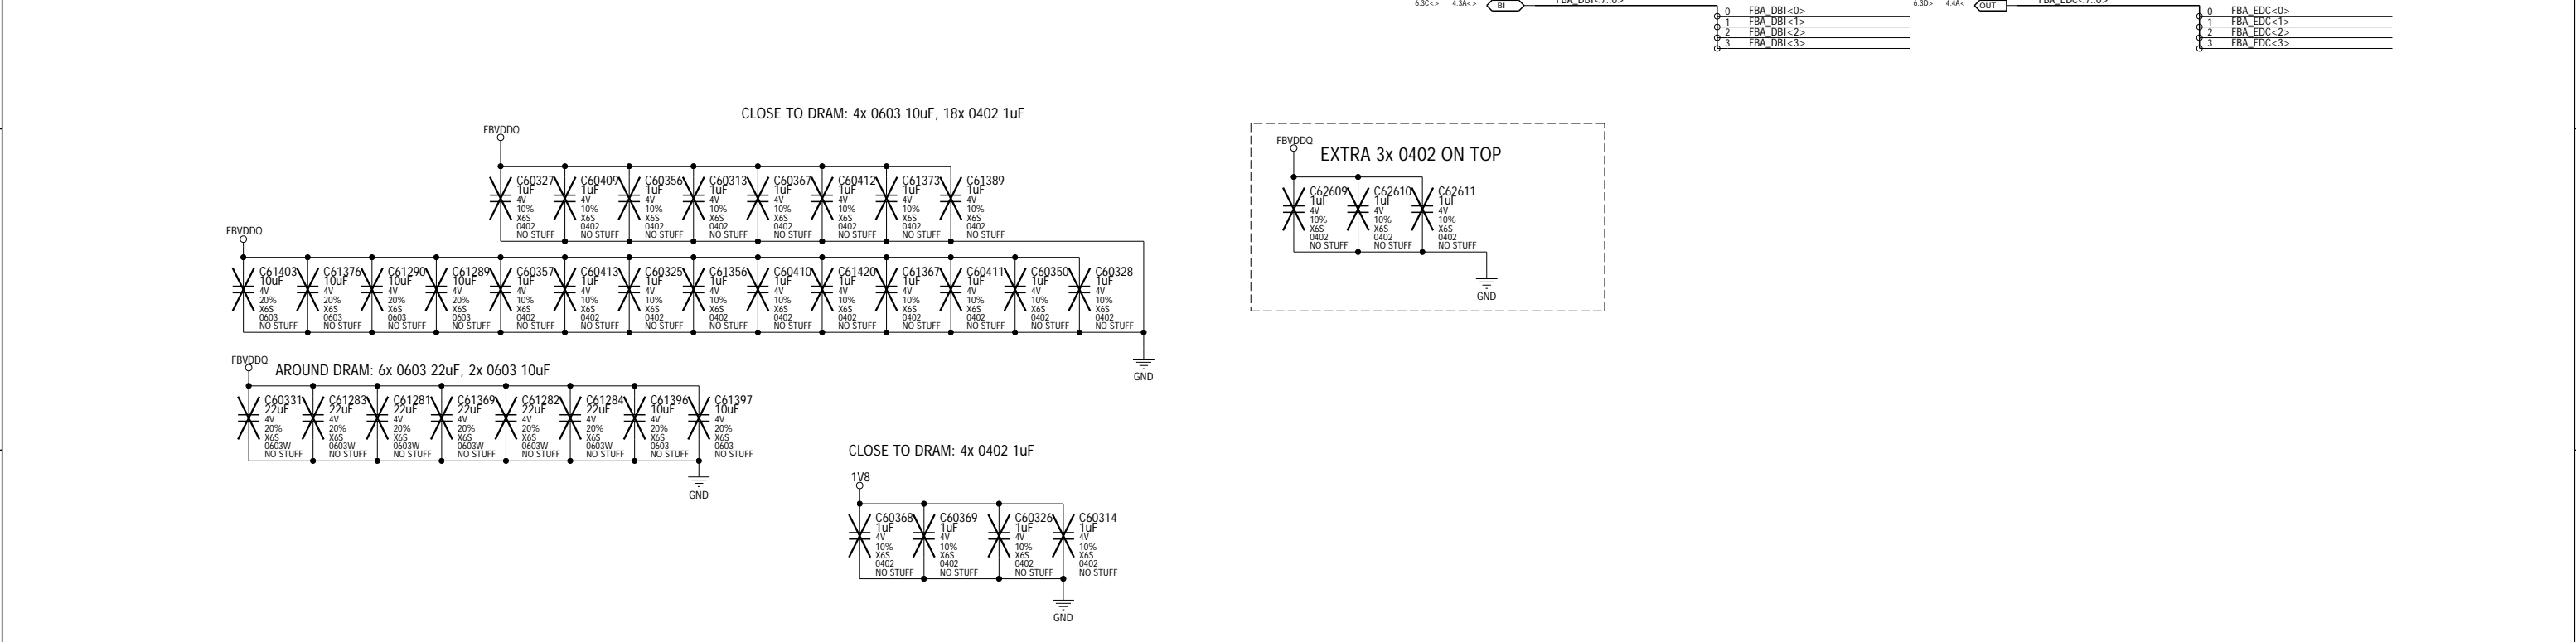 6.3C<> 4.3A<> BI FBA_DBI<7..0>
0 FBA_DBI<0>
1 FBA_DBI<1>
2 FBA_DBI<2>
3 FBA_DBI<3>
6.3D> 4.4A< OUT FBA_EDC<7..0>
0 FBA_EDC<0>
1 FBA_EDC<1>
2 FBA_EDC<2>
3 FBA_EDC<3>
CLOSE TO DRAM: 4x 0603 10uF, 18x 0402 1uF
FBVDDQ
C60327 C60409 C60356 C60313 C60367 C60412 C61373 C61389
1uF 1uF 1uF 1uF 1uF 1uF 1uF 1uF
4V 4V 4V 4V 4V 4V 4V 4V
10% 10% 10% 10% 10% 10% 10% 10%
X6S X6S X6S X6S X6S X6S X6S X6S
0402 0402 0402 0402 0402 0402 0402 0402
NO STUFF NO STUFF NO STUFF NO STUFF NO STUFF NO STUFF NO STUFF NO STUFF
FBVDDQ
C61403 C61376 C61290 C61289 C60357 C60413 C60325 C61356 C60410 C61420 C61367 C60411 C60350 C60328
10uF 10uF 10uF 10uF 1uF 1uF 1uF 1uF 1uF 1uF 1uF 1uF 1uF 1uF
4V 4V 4V 4V 4V 4V 4V 4V 4V 4V 4V 4V 4V 4V
20% 20% 20% 20% 10% 10% 10% 10% 10% 10% 10% 10% 10% 10%
X6S X6S X6S X6S X6S X6S X6S X6S X6S X6S X6S X6S X6S X6S
0603 0603 0603 0603 0402 0402 0402 0402 0402 0402 0402 0402 0402 0402
NO STUFF NO STUFF NO STUFF NO STUFF NO STUFF NO STUFF NO STUFF NO STUFF NO STUFF NO STUFF NO STUFF NO STUFF NO STUFF NO STUFF
GND
FBVDDQ
EXTRA 3x 0402 ON TOP
C62609 C62610 C62611
1uF 1uF 1uF
4V 4V 4V
10% 10% 10%
X6S X6S X6S
0402 0402 0402
NO STUFF NO STUFF NO STUFF
GND
FBVDDQ
AROUND DRAM: 6x 0603 22uF, 2x 0603 10uF
C60331 C61283 C61281 C61369 C61282 C61284 C61396 C61397
22uF 22uF 22uF 22uF 22uF 22uF 10uF 10uF
4V 4V 4V 4V 4V 4V 4V 4V
20% 20% 20% 20% 20% 20% 20% 20%
X6S X6S X6S X6S X6S X6S X6S X6S
0603W 0603W 0603W 0603W 0603W 0603W 0603 0603
NO STUFF NO STUFF NO STUFF NO STUFF NO STUFF NO STUFF NO STUFF NO STUFF
GND
CLOSE TO DRAM: 4x 0402 1uF
1V8
C60368 C60369 C60326 C60314
1uF 1uF 1uF 1uF
4V 4V 4V 4V
10% 10% 10% 10%
X6S X6S X6S X6S
0402 0402 0402 0402
NO STUFF NO STUFF NO STUFF NO STUFF
GND